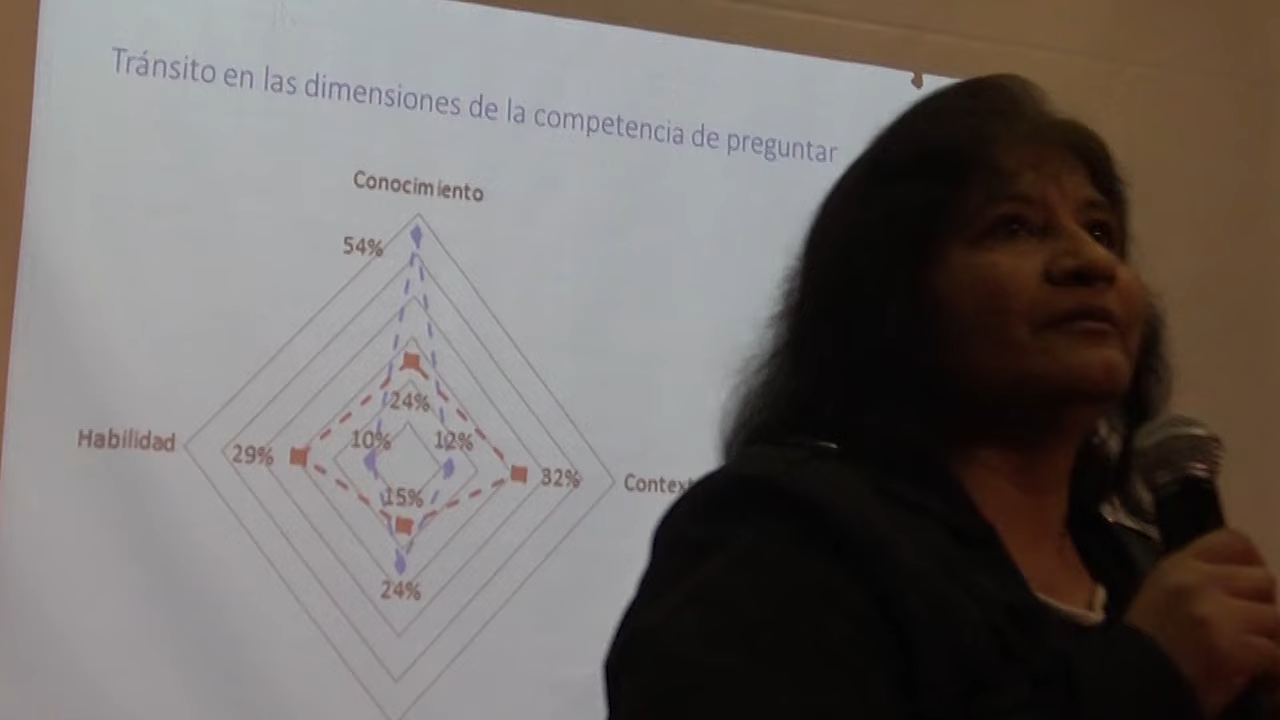 Tránsito en las dimensiones de la competencia de preguntar
Conocimiento
54%
24%
10%
12%
Habilidad
29%
32%
15%
24%